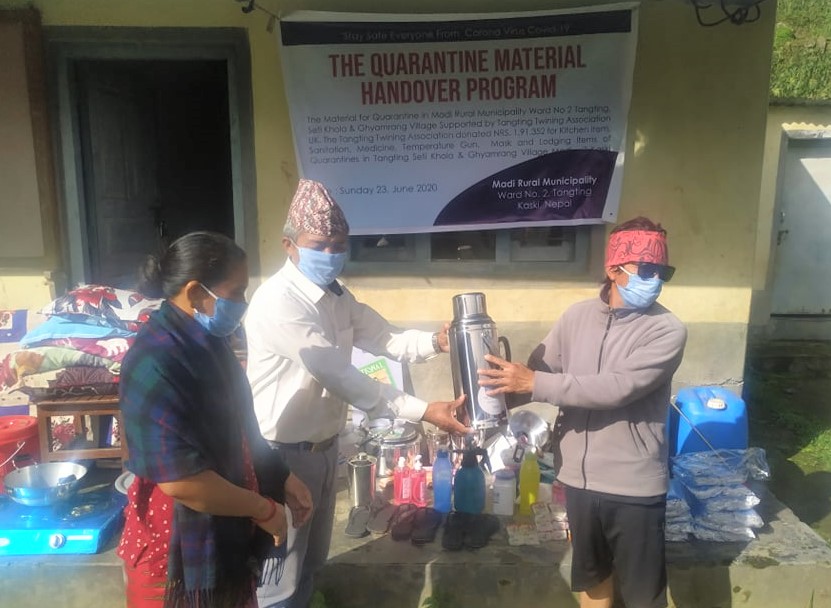 Stay Safe Everyone From Corona Virus Covid-19
THE QUARANTINE MATERIAL
HANDOVER PROGRAM
The Material for Quarantine in Madi Rural Municipality Ward No 2 Tangting,
Seti Khola & Ghyamrang Village Supported by Tangting Twining Association
UK. The Tangting Twining Association donated NRS. 1,91,352 for Kitchen Item,
Sanitation, Medicine, Temperature Gun, Mask and Lodging Items of
Quarantines in Tangting Seti Khola & Ghyamrang Village
: Sunday 23, June 2020
Madi Rural Municipality
Ward No. 2, Tangting
Kaski, Nepal